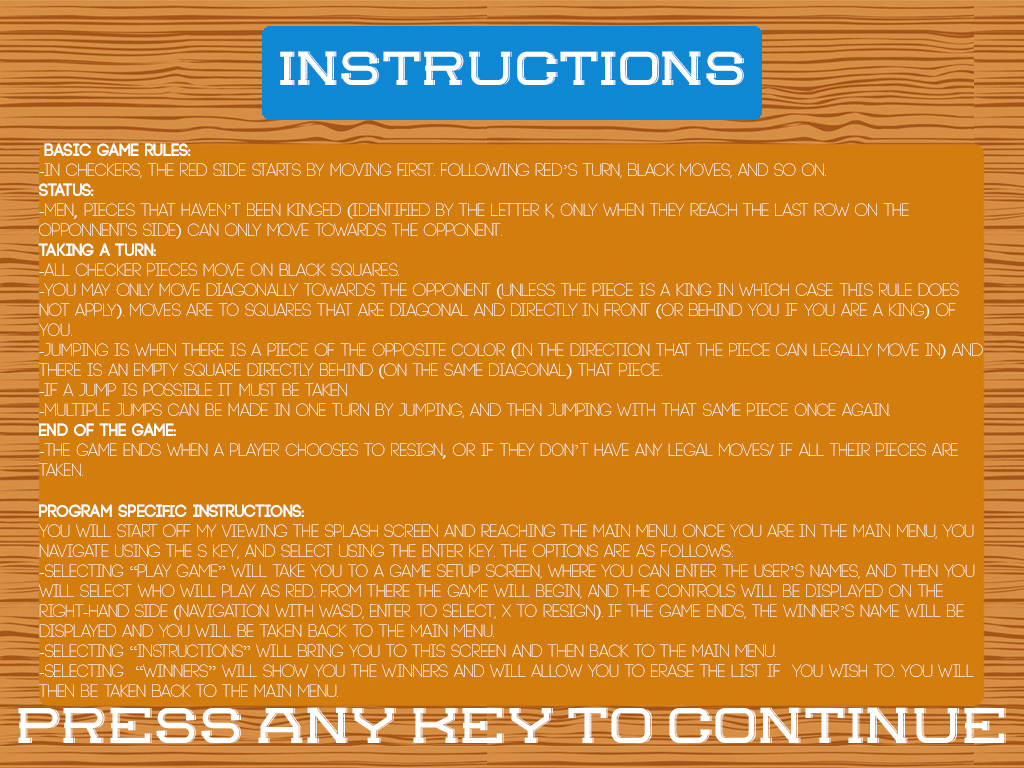 INSTRUCTIONS
BASIC GAME RULES:
-IN CHECKERS, THE RED SIDE STARTS BY MOVING FIRST. FOLLOWING RED'S TURN, BLACK MOVES, AND SO ON.
STATUS:
-MEN, PIECES THAT HAVEN'T BEEN KINGED (IDENTIFIED BY THE LETTER K, ONLY WHEN THEY REACH THE LAST ROW ON THE
OPPONNENT'S SIDE) CAN ONLY MOVE TOWARDS THE OPPONENT.
TAKING A TURN:
-ALL CHECKER PIECES MOVE ON BLACK SQUARES.
-YOU MAY ONLY MOVE DIAGONALLY TOWARDS THE OPPONENT (UNLESS THE PIECE IS A KING IN WHICH CASE THIS RULE DOES
NOT APPLY). MOVES ARE TO SQUARES THAT ARE DIAGONAL AND DIRECTLY IN FRONT (OR BEHIND YOU IF YOU ARE A KING) OF
YOU.
-JUMPING IS WHEN THERE IS A PIECE OF THE OPPOSITE COLOR (IN THE DIRECTION THAT THE PIECE CAN LEGALLY MOVE IN) AND
THERE IS AN EMPTY SQUARE DIRECTLY BEHIND (ON THE SAME DIAGONAL) THAT PIECE.
-IF A JUMP IS POSSIBLE IT MUST BE TAKEN
-MULTIPLE JUMPS CAN BE MADE IN ONE TURN BY JUMPING, AND THEN JUMPING WITH THAT SAME PIECE ONCE AGAIN.
END OF THE GAME:
-THE GAME ENDS WHEN A PLAYER CHOOSES TO RESIGN, OR IF THEY DON'T HAVE ANY LEGAL MOVES/ IF ALL THEIR PIECES ARE
TAKEN.
PROGRAM SPECIFIC INSTRUCTIONS:
YOU WILL START OFF MY VIEWING THE SPLASH SCREEN AND REACHING THE MAIN MENU. ONCE YOU ARE IN THE MAIN MENU, YOU
NAVIGATE USING THE S KEY, AND SELECT USING THE ENTER KEY. THE OPTIONS ARE AS FOLLOWS:
-SELECTING “PLAY GAME” WILL TAKE YOU TO A GAME SETUP SCREEN, WHERE YOU CAN ENTER THE USER'S NAMES, AND THEN YOU
WILL SELECT WHO WILL PLAY AS RED. FROM THERE THE GAME WILL BEGIN, AND THE CONTROLS WILL BE DISPLAYED ON THE
RIGHT-HAND SIDE (NAVIGATION WITH WASD, ENTER TO SELECT, X TO RESIGN). IF THE GAME ENDS, THE WINNER'S NAME WILL BE
DISPLAYED AND YOU WILL BE TAKEN BACK TO THE MAIN MENU.
-SELECTING “INSTRUCTIONS” WILL BRING YOU TO THIS SCREEN AND THEN BACK TO THE MAIN MENU.
-SELECTING “WINNERS” WILL SHOW YOU THE WINNERS AND WILL ALLOW YOU TO ERASE THE LIST IF YOU WISH TO. YOU WILL
THEN BE TAKEN BACK TO THE MAIN MENU.
PRESS ANY KEY TO CONTINUE